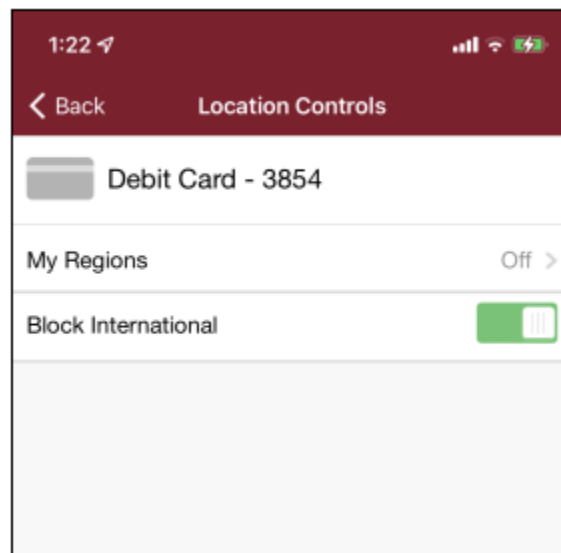 1:22
Back Location Controls
Debit Card - 3854
My Regions Off
Block International